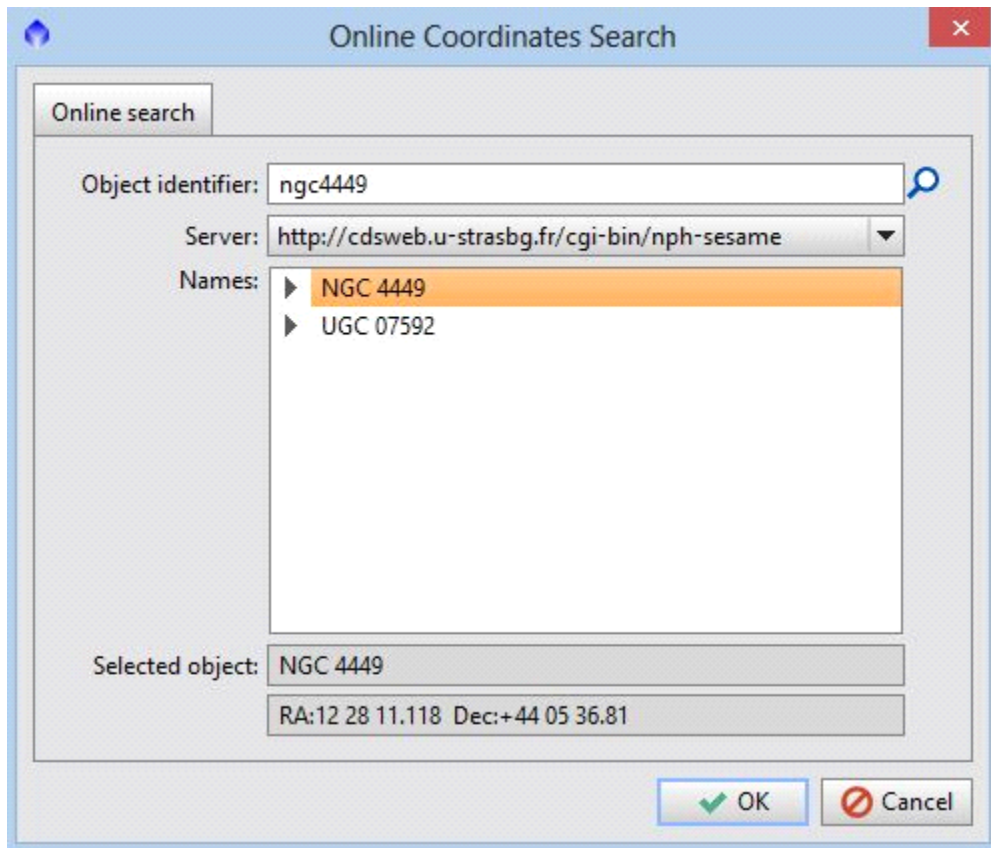 Online Coordinates Search
Online search
Object identifier: ngc4449
Server: http://cdsweb.u-strasbg.fr/cgi-bin/nph-sesame
Names: NGC 4449
UGC 07592
Selected object: NGC 4449
RA:12 28 11.118 Dec:+44 05 36.81
OK Cancel